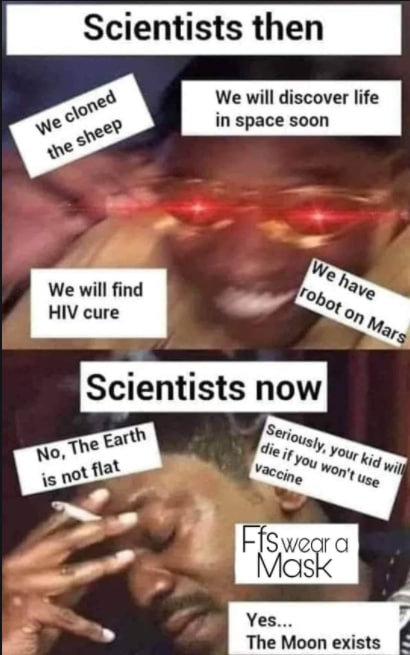 Scientists then
We cloned
the sheep
We will discover life
in space soon
We will find
HIV cure
We have
robot on Mars
Scientists now
No, The Earth
is not flat
Seriously, your kid will
die if you won't use
vaccine
Ffs wear a
Mask
Yes...
The Moon exists